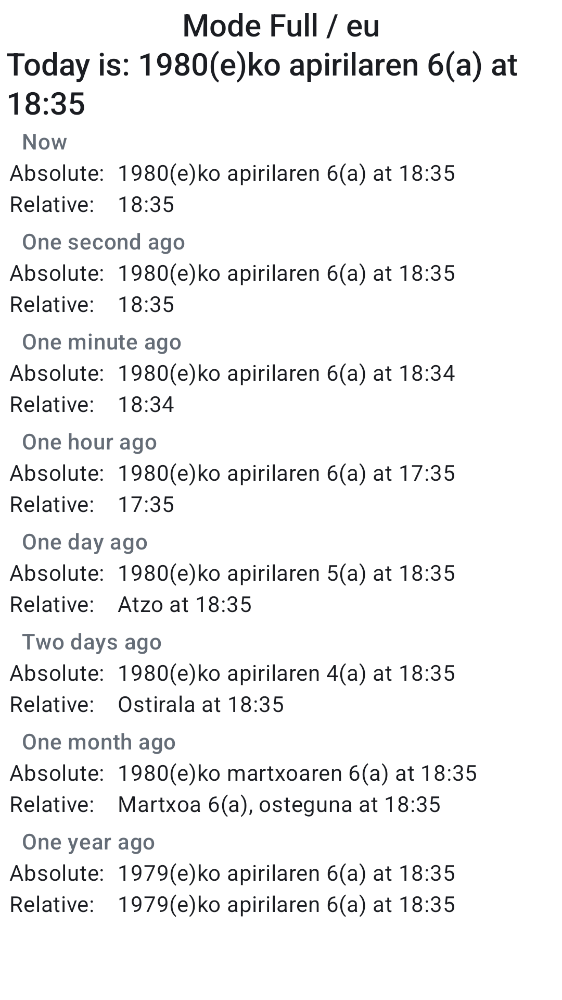 Mode Full / eu
Today is: 1980(e)ko apirilaren 6(a) at
18:35
Now
Absolute: 1980(e)ko apirilaren 6(a) at 18:35
Relative: 18:35
One second ago
Absolute: 1980(e)ko apirilaren 6(a) at 18:35
Relative: 18:35
One minute ago
Absolute: 1980(e)ko apirilaren 6(a) at 18:34
Relative: 18:34
One hour ago
Absolute: 1980(e)ko apirilaren 6(a) at 17:35
Relative: 17:35
One day ago
Absolute: 1980(e)ko apirilaren 5(a) at 18:35
Relative: Atzo at 18:35
Two days ago
Absolute: 1980(e)ko apirilaren 4(a) at 18:35
Relative: Ostirala at 18:35
One month ago
Absolute: 1980(e)ko martxoaren 6(a) at 18:35
Relative: Martxoa 6(a), osteguna at 18:35
One year ago
Absolute: 1979(e)ko apirilaren 6(a) at 18:35
Relative: 1979(e)ko apirilaren 6(a) at 18:35